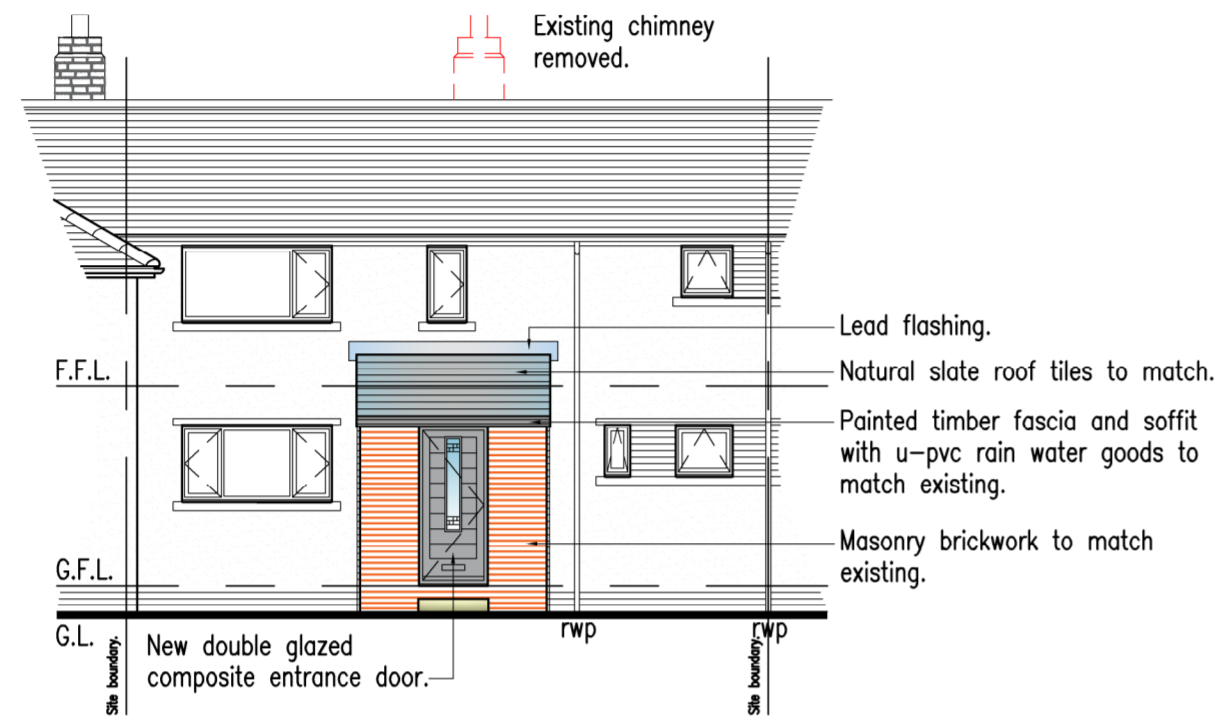 Existing chimney
removed.
Lead flashing.
F.F.L.
Natural slate roof tiles to match.
Painted timber fascia and soffit
with u-pvc rain water goods to
match existing.
Masonry brickwork to match
existing.
G.F.L.
G.L.
rwp
rwp
New double glazed
composite entrance door.
Site boundary.
Site boundary.